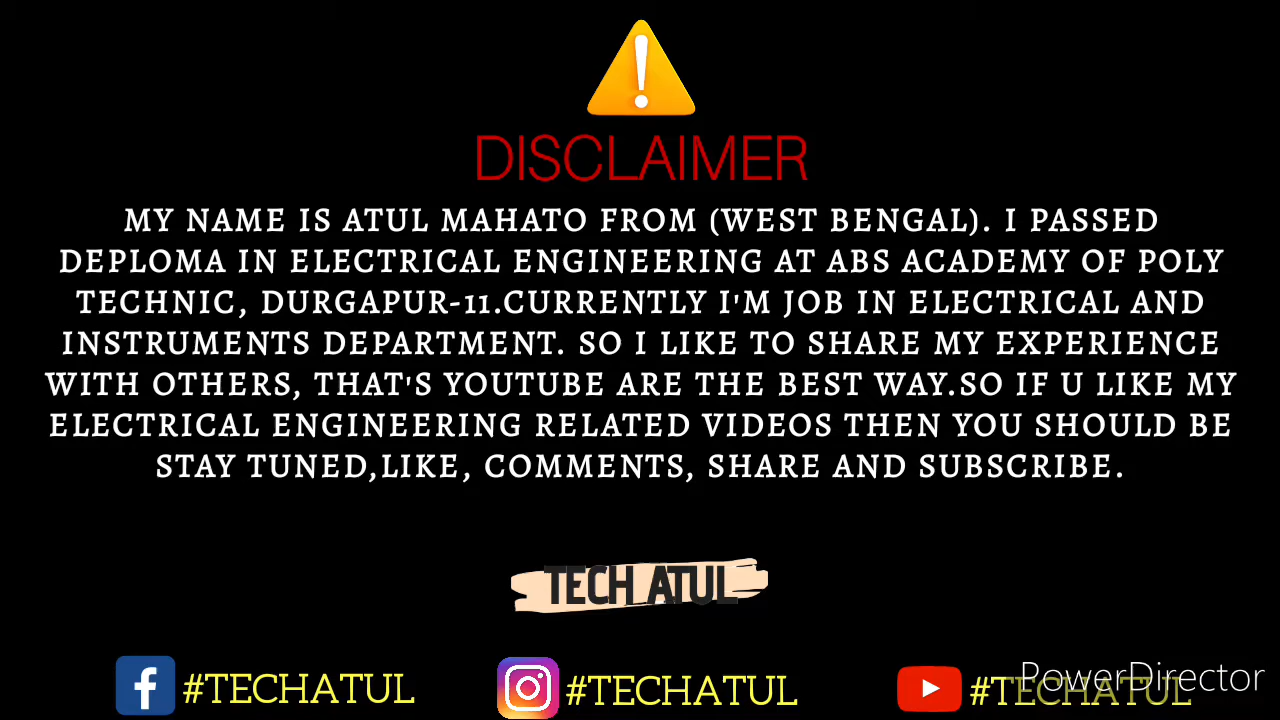 DISCLAIMER
MY NAME IS ATUL MAHATO FROM (WEST BENGAL). I PASSED
DEPLOMA IN ELECTRICAL ENGINEERING AT ABS ACADEMY OF POLY
TECHNIC, DURGAPUR-11.CURRENTLY I'M JOB IN ELECTRICAL AND
INSTRUMENTS DEPARTMENT. SO I LIKE TO SHARE MY EXPERIENCE
WITH OTHERS, THAT'S YOUTUBE ARE THE BEST WAY.SO IF U LIKE MY
ELECTRICAL ENGINEERING RELATED VIDEOS THEN YOU SHOULD BE
STAY TUNED,LIKE, COMMENTS, SHARE AND SUBSCRIBE.
TECH ATUL
#TECHATUL #TECHATUL #TECHATUL
PowerDirector